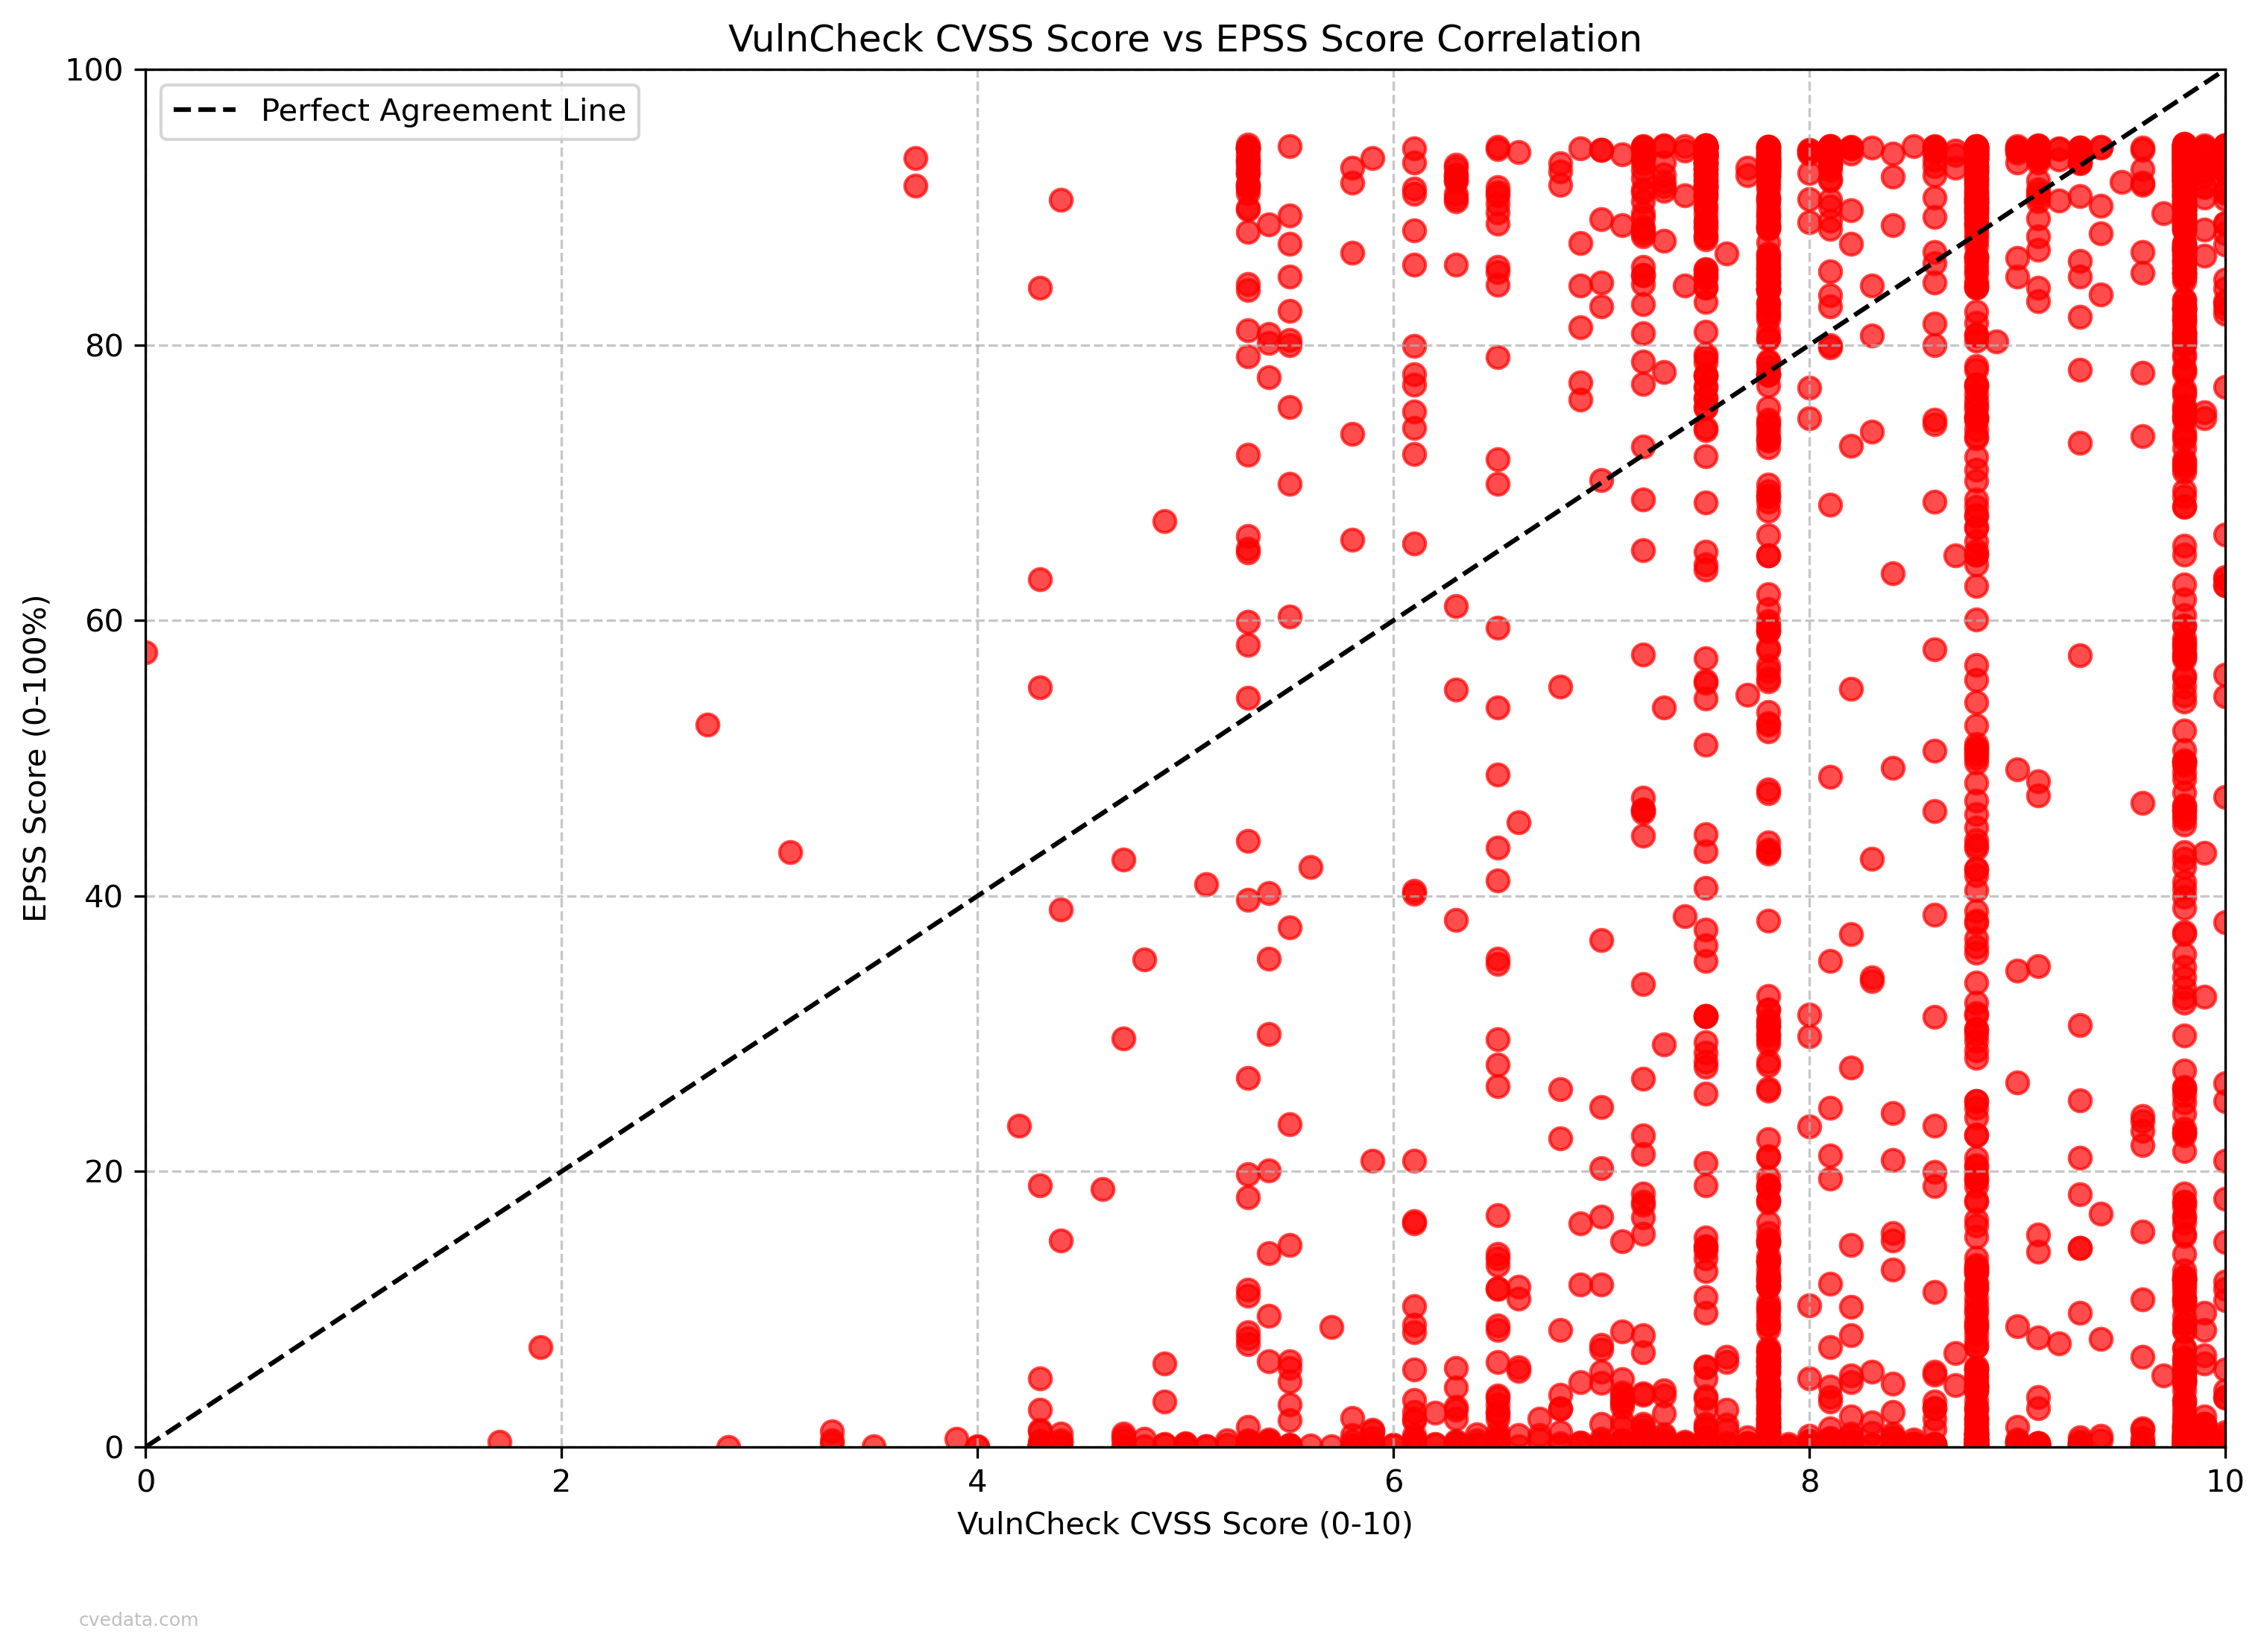 VulnCheck CVSS Score vs EPSS Score Correlation
100
Perfect Agreement Line
80
60
40
20
0
EPSS Score (0-100%)
0 2 4 6 8 10
VulnCheck CVSS Score (0-10)
cvedata.com